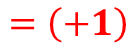 = (+1)